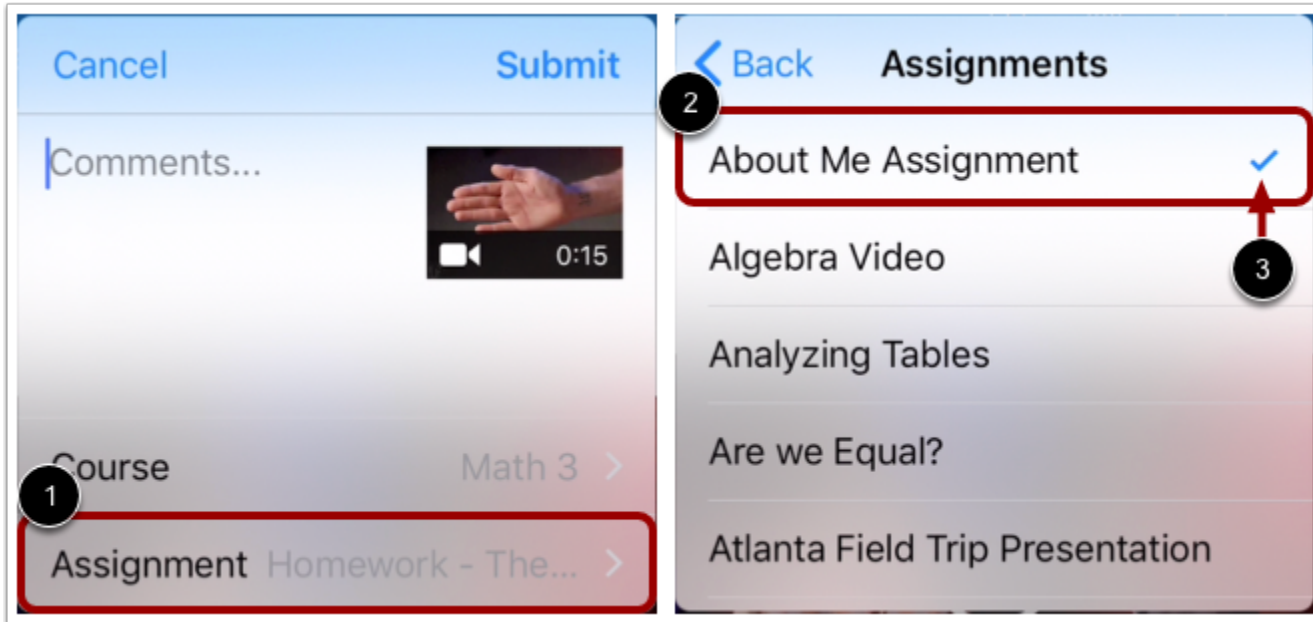 Cancel
Submit
Comments...
0:15
Course
Math 3
1
Assignment
Homework - The...
Back
Assignments
2
About Me Assignment
3
Algebra Video
Analyzing Tables
Are we Equal?
Atlanta Field Trip Presentation